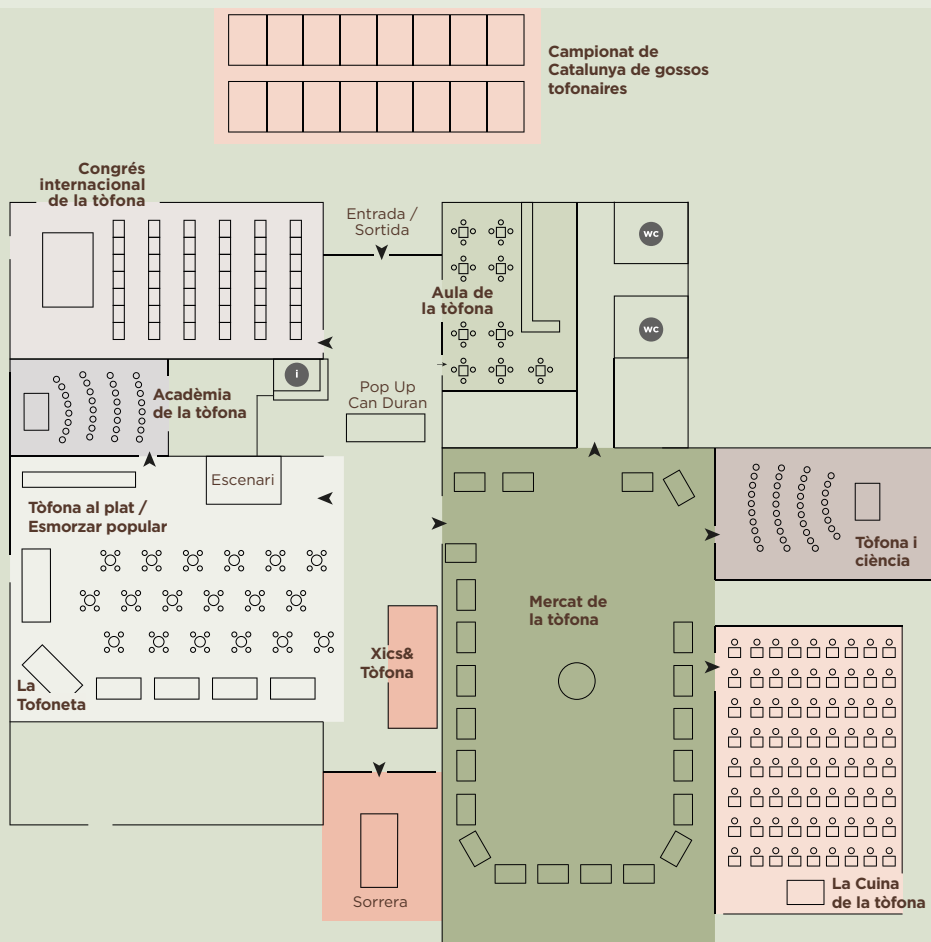 Campionat de
Catalunya de gossos
tofonaires
Congrés
internacional
de la tòfona
Entrada /
Sortida
wc
Aula de
la tòfona
wc
i
Acadèmia
de la tòfona
Pop Up
Can Duran
Escenari
Tòfona al plat /
Esmorzar popular
Tòfona i
ciència
Mercat de
la tòfona
Xics&
Tòfona
La
Tofoneta
La Cuina
de la tòfona
Sorrera